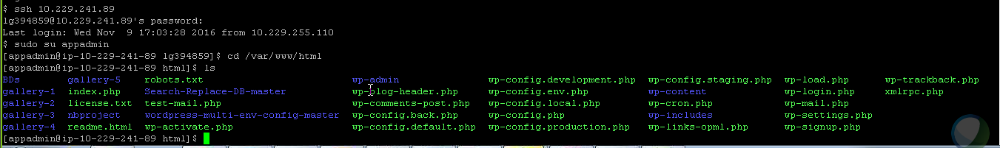 $ ssh 10.229.241.89
lg394859@10.229.241.89's password:
Last login: Wed Nov  9 17:03:28 2016 from 10.229.255.110
$ sudo su appadmin
[appadmin@ip-10-229-241-89 lg394859]$ cd /var/www/html
[appadmin@ip-10-229-241-89 html]$ ls
BDs gallery-5 robots.txt wp-admin wp-config.development.php wp-config.staging.php wp-load.php wp-trackback.php
gallery-1 index.php Search-Replace-DB-master wp-blog-header.php wp-config.env.php wp-content wp-login.php xmlrpc.php
gallery-2 license.txt test-mail.php wp-comments-post.php wp-config.local.php wp-cron.php wp-mail.php
gallery-3 nbproject wordpress-multi-env-config-master wp-config.back.php wp-config.php wp-includes wp-settings.php
gallery-4 readme.html wp-activate.php wp-config.default.php wp-config.production.php wp-links-opml.php wp-signup.php
[appadmin@ip-10-229-241-89 html]$